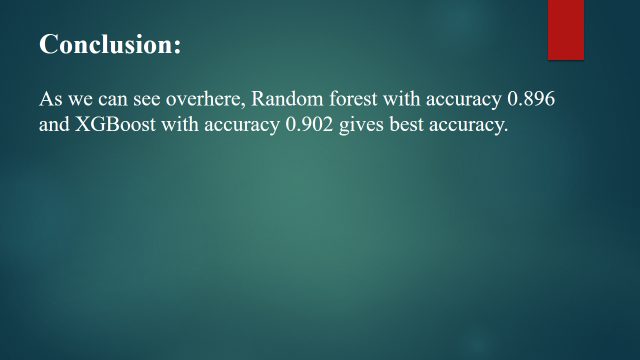 Conclusion:
As we can see overhere, Random forest with accuracy 0.896
and XGBoost with accuracy 0.902 gives best accuracy.